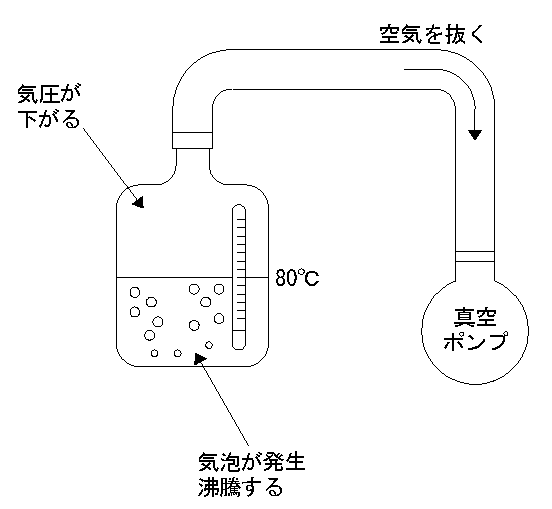 空気を抜く
気圧が
下がる
80℃
真空
ポンプ
気泡が発生
沸騰する